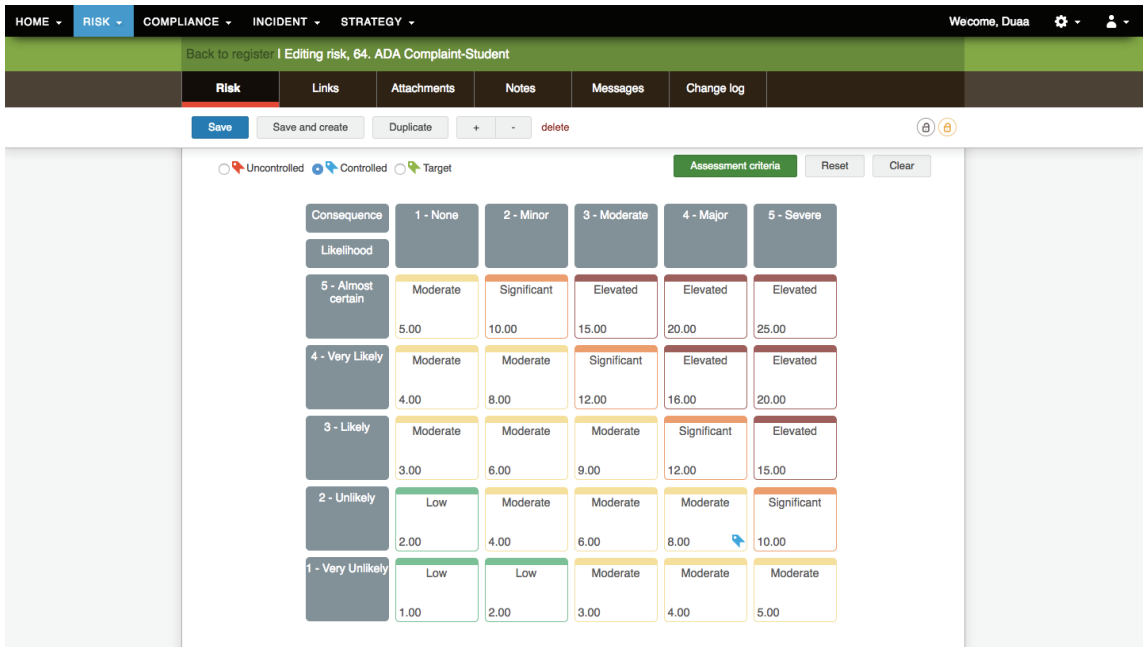 HOME RISK COMPLIANCE INCIDENT STRATEGY Wecome, Duaa
Back to register | Editing risk, 64. ADA Complaint-Student
Risk Links Attachments Notes Messages Change log
Save Save and create Duplicate + - delete
Uncontrolled Controlled Target Assessment criteria Reset Clear
Consequence 1 - None 2 - Minor 3 - Moderate 4 - Major 5 - Severe
Likelihood
5 - Almost certain Moderate Significant Elevated Elevated Elevated
5.00 10.00 15.00 20.00 25.00
4 - Very Likely Moderate Moderate Significant Elevated Elevated
4.00 8.00 12.00 16.00 20.00
3 - Likely Moderate Moderate Moderate Significant Elevated
3.00 6.00 9.00 12.00 15.00
2 - Unlikely Low Moderate Moderate Moderate Significant
2.00 4.00 6.00 8.00 10.00
1 - Very Unlikely Low Low Moderate Moderate Moderate
1.00 2.00 3.00 4.00 5.00